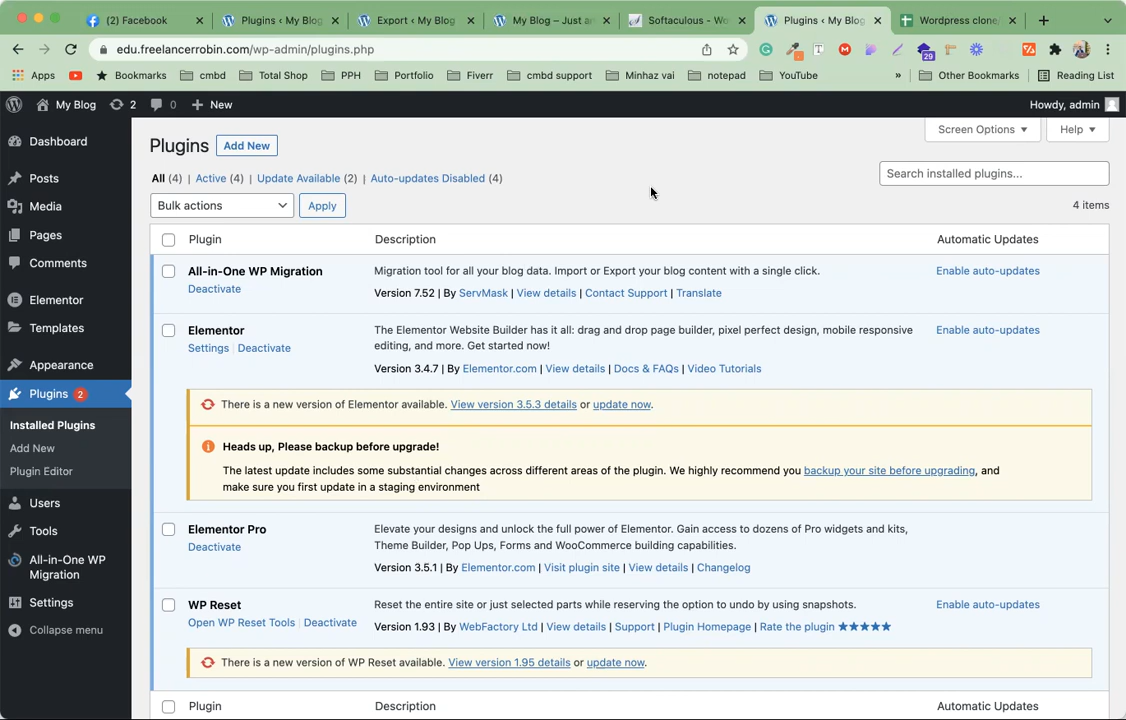 (2) Facebook
Plugins < My Blog
Export < My Blog
My Blog – Just an
Softaculous - Wo
Plugins < My Blog
Wordpress clone/
edu.freelancerrobin.com/wp-admin/plugins.php
29
Apps
Bookmarks
cmbd
Total Shop
PPH
Portfolio
Fiverr
cmbd support
Minhaz vai
notepad
YouTube
»
Other Bookmarks
Reading List
My Blog
2
0
New
Howdy, admin
Dashboard
Posts
Media
Pages
Comments
Elementor
Templates
Appearance
Plugins 2
Installed Plugins
Add New
Plugin Editor
Users
Tools
All-in-One WP
Migration
Settings
Collapse menu
Plugins
Add New
Screen Options
Help
All (4) | Active (4) | Update Available (2) | Auto-updates Disabled (4)
Search installed plugins...
Bulk actions
Apply
4 items
Plugin
Description
Automatic Updates
All-in-One WP Migration
Deactivate
Migration tool for all your blog data. Import or Export your blog content with a single click.
Version 7.52 | By ServMask | View details | Contact Support | Translate
Enable auto-updates
Elementor
Settings | Deactivate
The Elementor Website Builder has it all: drag and drop page builder, pixel perfect design, mobile responsive
editing, and more. Get started now!
Version 3.4.7 | By Elementor.com | View details | Docs & FAQs | Video Tutorials
Enable auto-updates
There is a new version of Elementor available. View version 3.5.3 details or update now.
Heads up, Please backup before upgrade!
The latest update includes some substantial changes across different areas of the plugin. We highly recommend you backup your site before upgrading, and
make sure you first update in a staging environment
Elementor Pro
Deactivate
Elevate your designs and unlock the full power of Elementor. Gain access to dozens of Pro widgets and kits,
Theme Builder, Pop Ups, Forms and WooCommerce building capabilities.
Version 3.5.1 | By Elementor.com | Visit plugin site | View details | Changelog
WP Reset
Open WP Reset Tools | Deactivate
Reset the entire site or just selected parts while reserving the option to undo by using snapshots.
Version 1.93 | By WebFactory Ltd | View details | Support | Plugin Homepage | Rate the plugin ★★★★★
Enable auto-updates
There is a new version of WP Reset available. View version 1.95 details or update now.
Plugin
Description
Automatic Updates